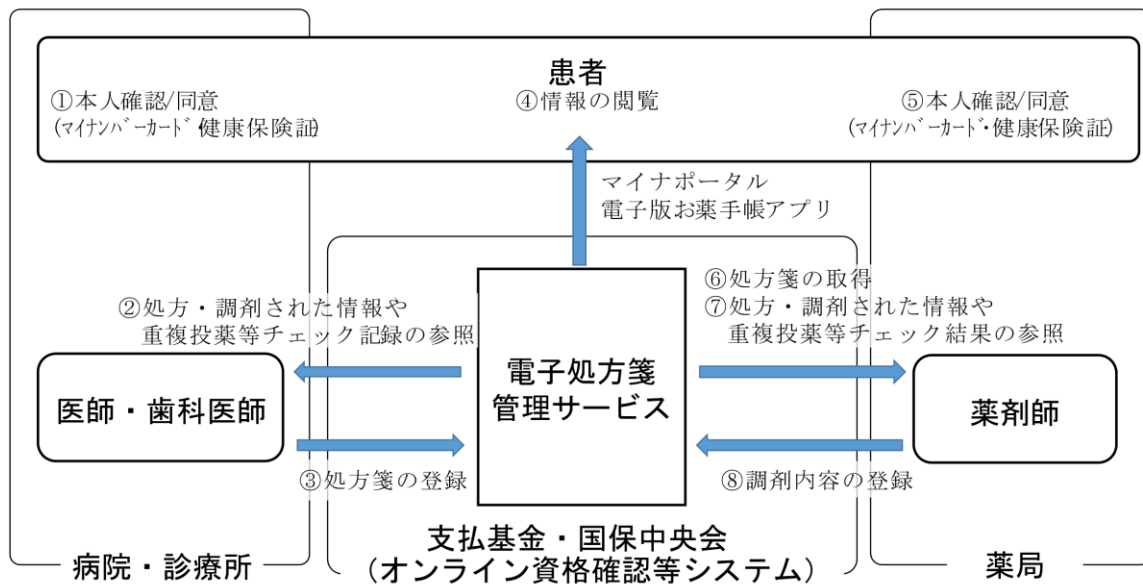 患者
①本人確認/同意
(マイナンバーカード・健康保険証)
④情報の閲覧
⑤本人確認/同意
(マイナンバーカード・健康保険証)
マイナポータル
電子版お薬手帳アプリ
②処方・調剤された情報や
重複投薬等チェック記録の参照
⑥処方箋の取得
⑦処方・調剤された情報や
重複投薬等チェック結果の参照
電子処方箋
管理サービス
医師・歯科医師
薬剤師
③処方箋の登録
⑧調剤内容の登録
支払基金・国保中央会
(オンライン資格確認等システム)
病院・診療所
薬局